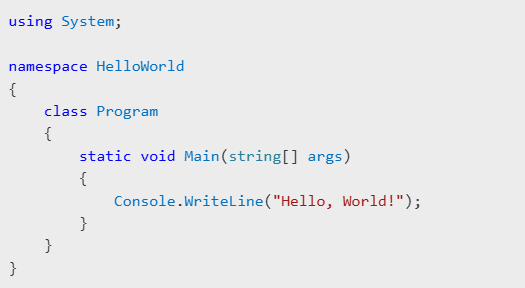 using System;

namespace HelloWorld
{
    class Program
    {
        static void Main(string[] args)
        {
            Console.WriteLine("Hello, World!");
        }
    }
}